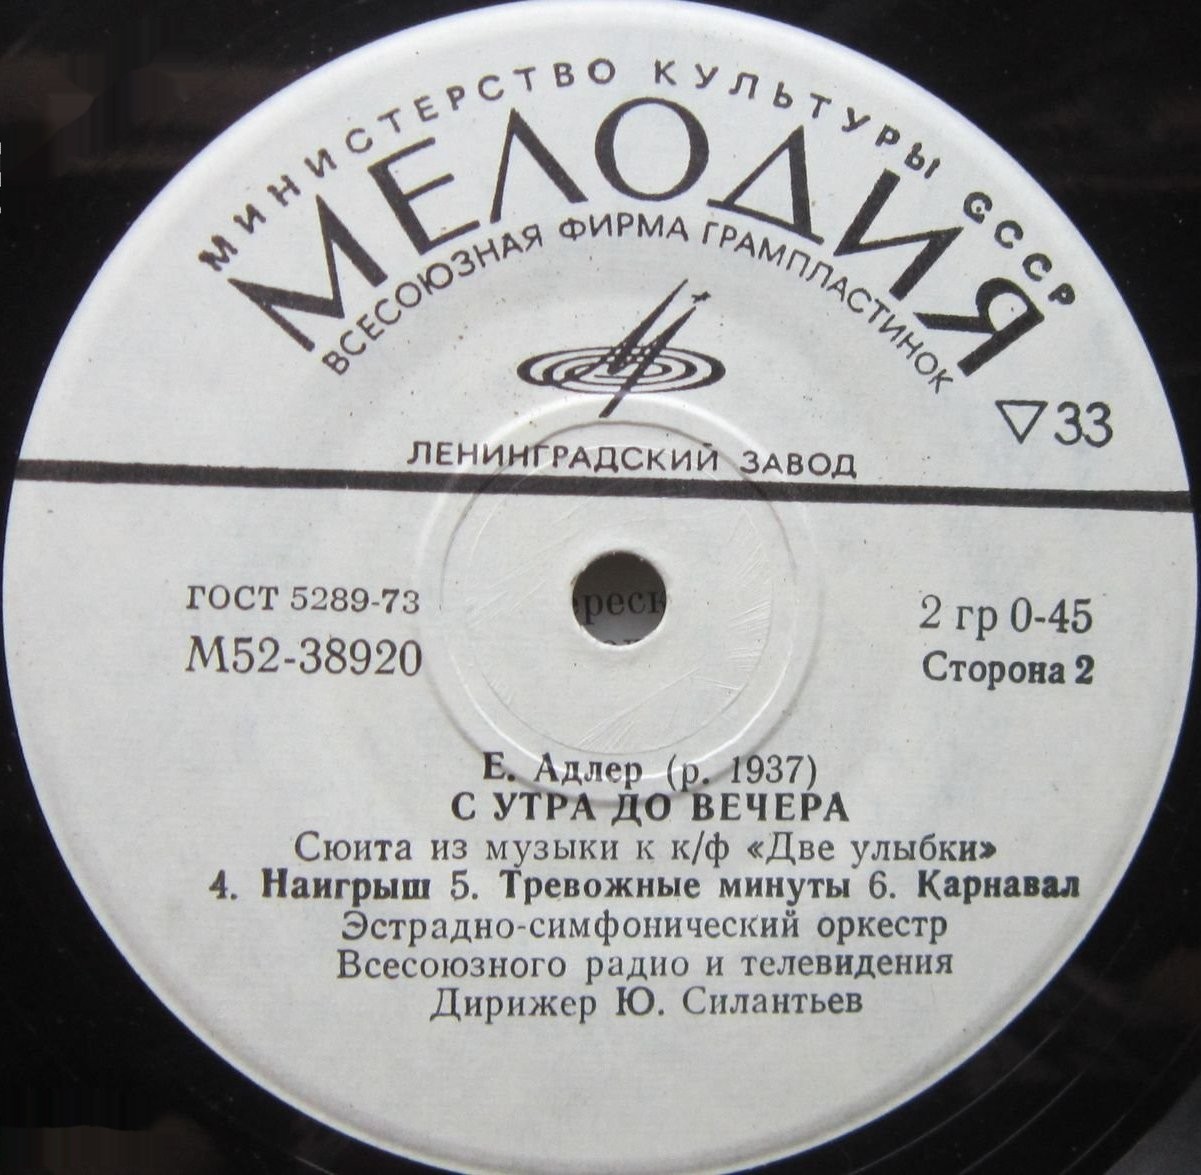 МИНИСТЕРСТВО КУЛЬТУРЫ СССР
МЕЛОДИЯ
ВСЕСОЮЗНАЯ ФИРМА ГРАМПЛАСТИНОК
▽33
ЛЕНИНГРАДСКИЙ ЗАВОД
ГОСТ 5289-73
М52-38920
2 гр 0-45
Сторона 2
Е. Адлер (р. 1937)
С УТРА ДО ВЕЧЕРА
Сюита из музыки к к/ф «Две улыбки»
4. Наигрыш 5. Тревожные минуты 6. Карнавал
Эстрадно-симфонический оркестр
Всесоюзного радио и телевидения
Дирижер Ю. Силантьев